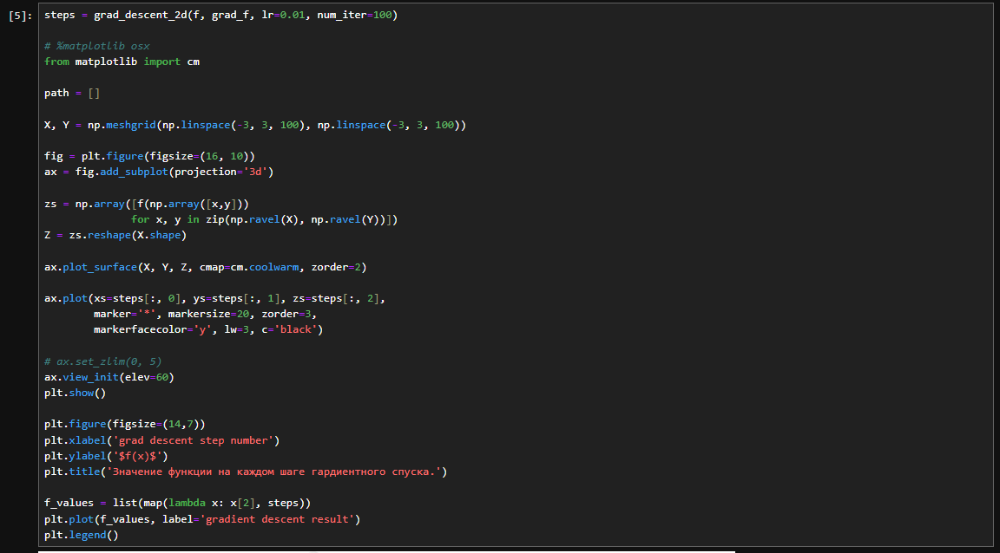 [5]: steps = grad_descent_2d(f, grad_f, lr=0.01, num_iter=100)
# %matplotlib osx
from matplotlib import cm
path = []
X, Y = np.meshgrid(np.linspace(-3, 3, 100), np.linspace(-3, 3, 100))
fig = plt.figure(figsize=(16, 10))
ax = fig.add_subplot(projection='3d')
zs = np.array([f(np.array([x,y]))
for x, y in zip(np.ravel(X), np.ravel(Y))])
Z = zs.reshape(X.shape)
ax.plot_surface(X, Y, Z, cmap=cm.coolwarm, zorder=2)
ax.plot(xs=steps[:, 0], ys=steps[:, 1], zs=steps[:, 2],
marker='*', markersize=20, zorder=3,
markerfacecolor='y', lw=3, c='black')
# ax.set_zlim(0, 5)
ax.view_init(elev=60)
plt.show()
plt.figure(figsize=(14,7))
plt.xlabel('grad descent step number')
plt.ylabel('$f(x)$')
plt.title('Значение функции на каждом шаге гардиентного спуска.')
f_values = list(map(lambda x: x[2], steps))
plt.plot(f_values, label='gradient descent result')
plt.legend()